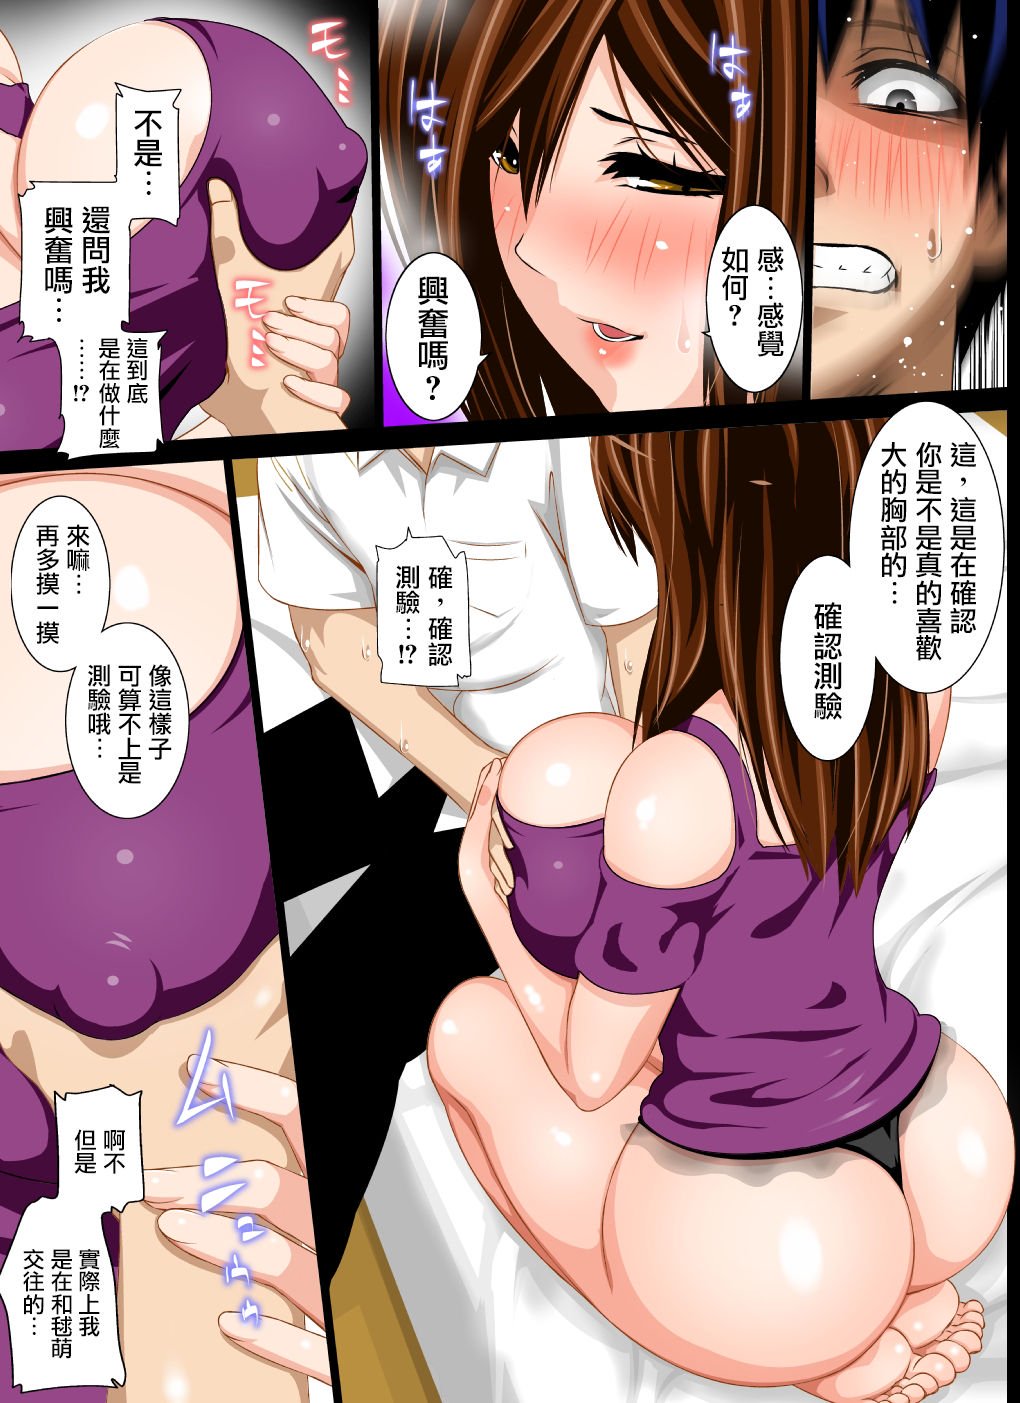 感…感覺
如何?
はぁ
はぁ
興奮嗎?
モミ
不是…
還問我
興奮嗎…
モミ
這到底
是在做什麼
……!?
這，這是在確認
你是不是真的喜歡
大的胸部的…
確認測驗
確，確認
測驗…!?
來嘛…
再多摸一摸
像這樣子
可算不上是
測驗哦…
ムニュゥ
啊不
但是
實際上我
是在和毬萌
交往的…